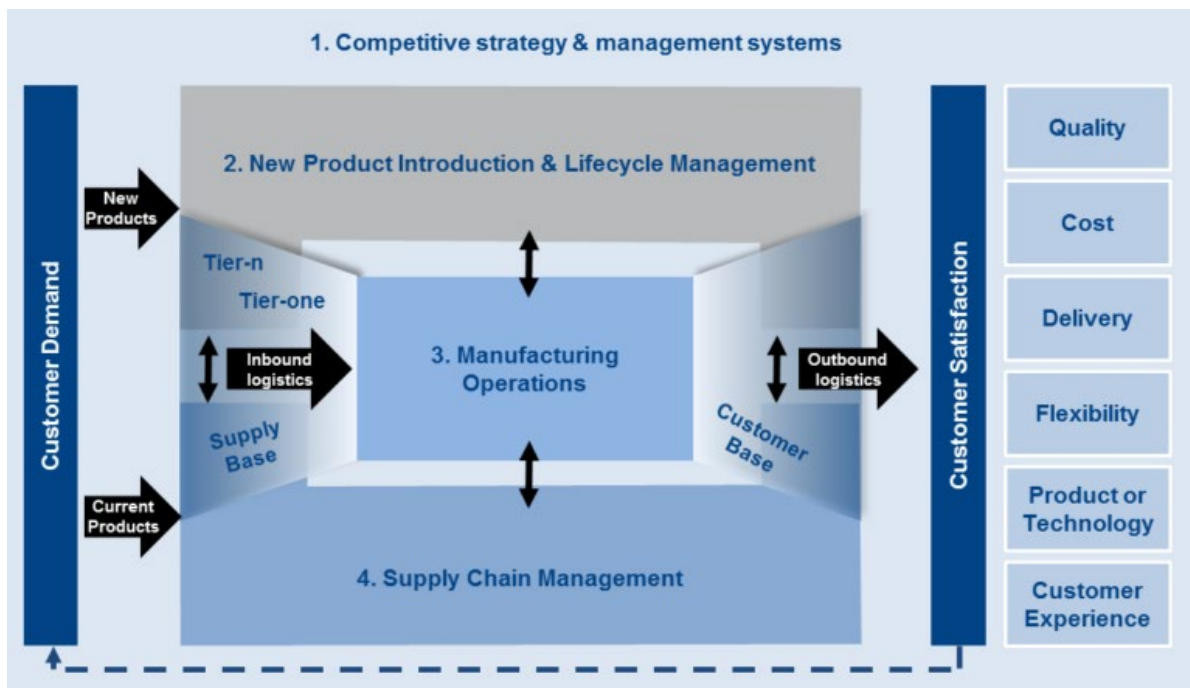 1. Competitive strategy & management systems
Customer Demand
New
Products
Current
Products
2. New Product Introduction & Lifecycle Management
Tier-n
Tier-one
Inbound
logistics
Supply
Base
3. Manufacturing
Operations
Customer
Base
Outbound
logistics
4. Supply Chain Management
Customer Satisfaction
Quality
Cost
Delivery
Flexibility
Product or
Technology
Customer
Experience